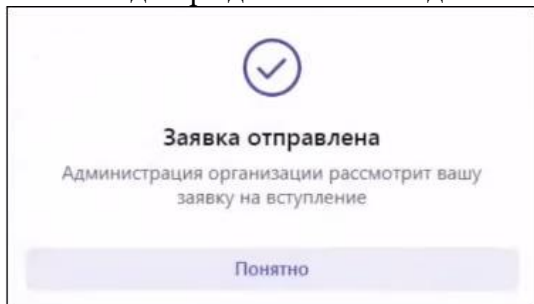 Заявка отправлена
Администрация организации рассмотрит вашу
заявку на вступление
Понятно